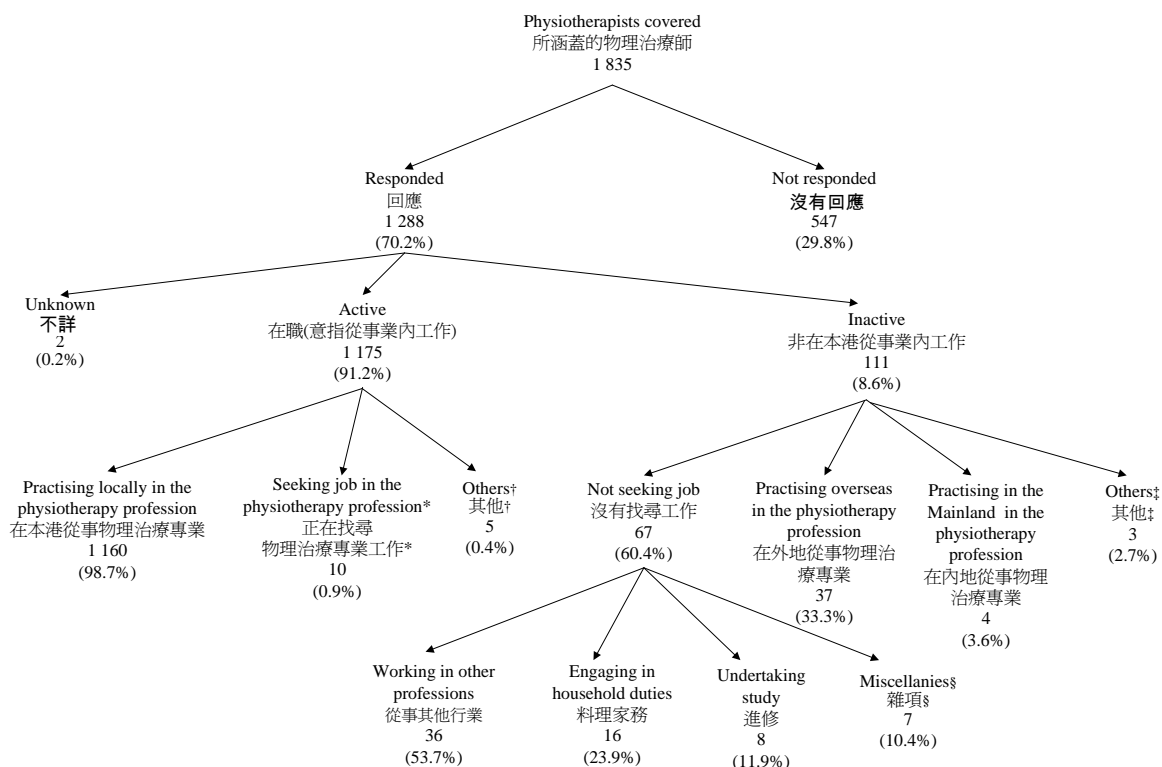 Physiotherapists covered
所涵蓋的物理治療師
1 835
Responded
回應
1 288
(70.2%)
Not responded
沒有回應
547
(29.8%)
Unknown
不詳
2
(0.2%)
Active
在職(意指從事業內工作)
1 175
(91.2%)
Inactive
非在本港從事業內工作
111
(8.6%)
Practising locally in the
physiotherapy profession
在本港從事物理治療專業
1 160
(98.7%)
Seeking job in the
physiotherapy profession*
正在找尋
物理治療專業工作*
10
(0.9%)
Others†
其他†
5
(0.4%)
Not seeking job
沒有找尋工作
67
(60.4%)
Practising overseas
in the physiotherapy
profession
在外地從事物理治
療專業
37
(33.3%)
Practising in the
Mainland in the
physiotherapy
profession
在內地從事物理
治療專業
4
(3.6%)
Others‡
其他‡
3
(2.7%)
Working in other
professions
從事其他行業
36
(53.7%)
Engaging in
household duties
料理家務
16
(23.9%)
Undertaking
study
進修
8
(11.9%)
Miscellanies§
雜項§
7
(10.4%)